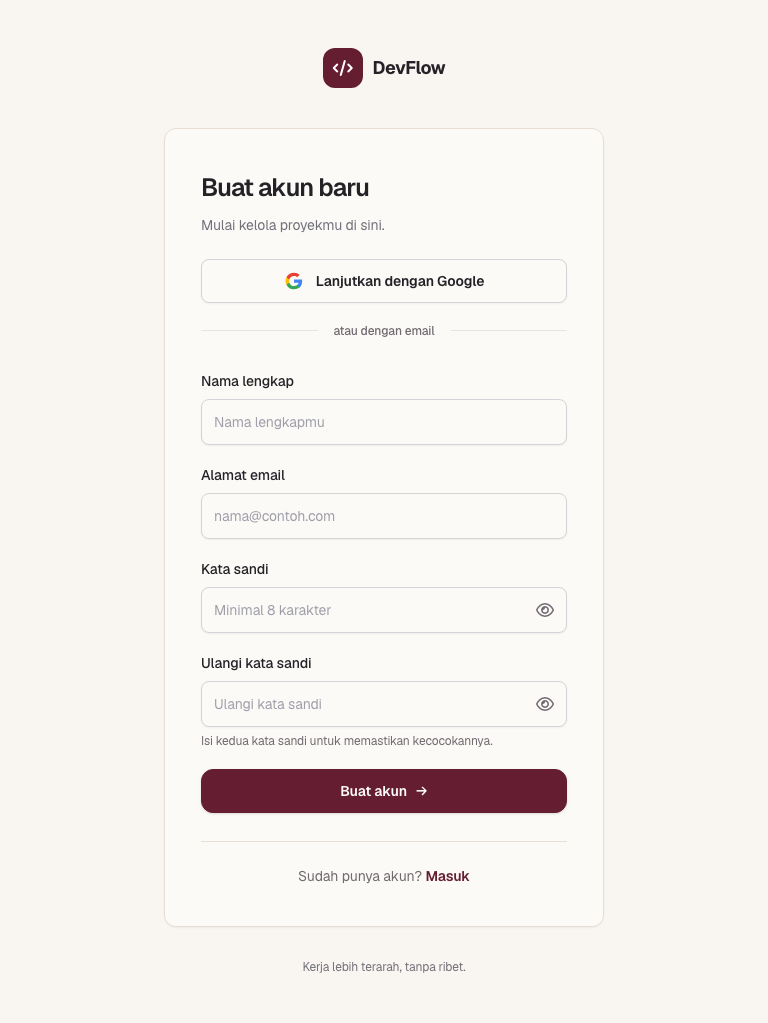 DevFlow
Buat akun baru
Mulai kelola proyekmu di sini.
Lanjutkan dengan Google
atau dengan email
Nama lengkap
Nama lengkapmu
Alamat email
nama@contoh.com
Kata sandi
Minimal 8 karakter
Ulangi kata sandi
Ulangi kata sandi
Isi kedua kata sandi untuk memastikan kecocokannya.
Buat akun →
Sudah punya akun? Masuk
Kerja lebih terarah, tanpa ribet.